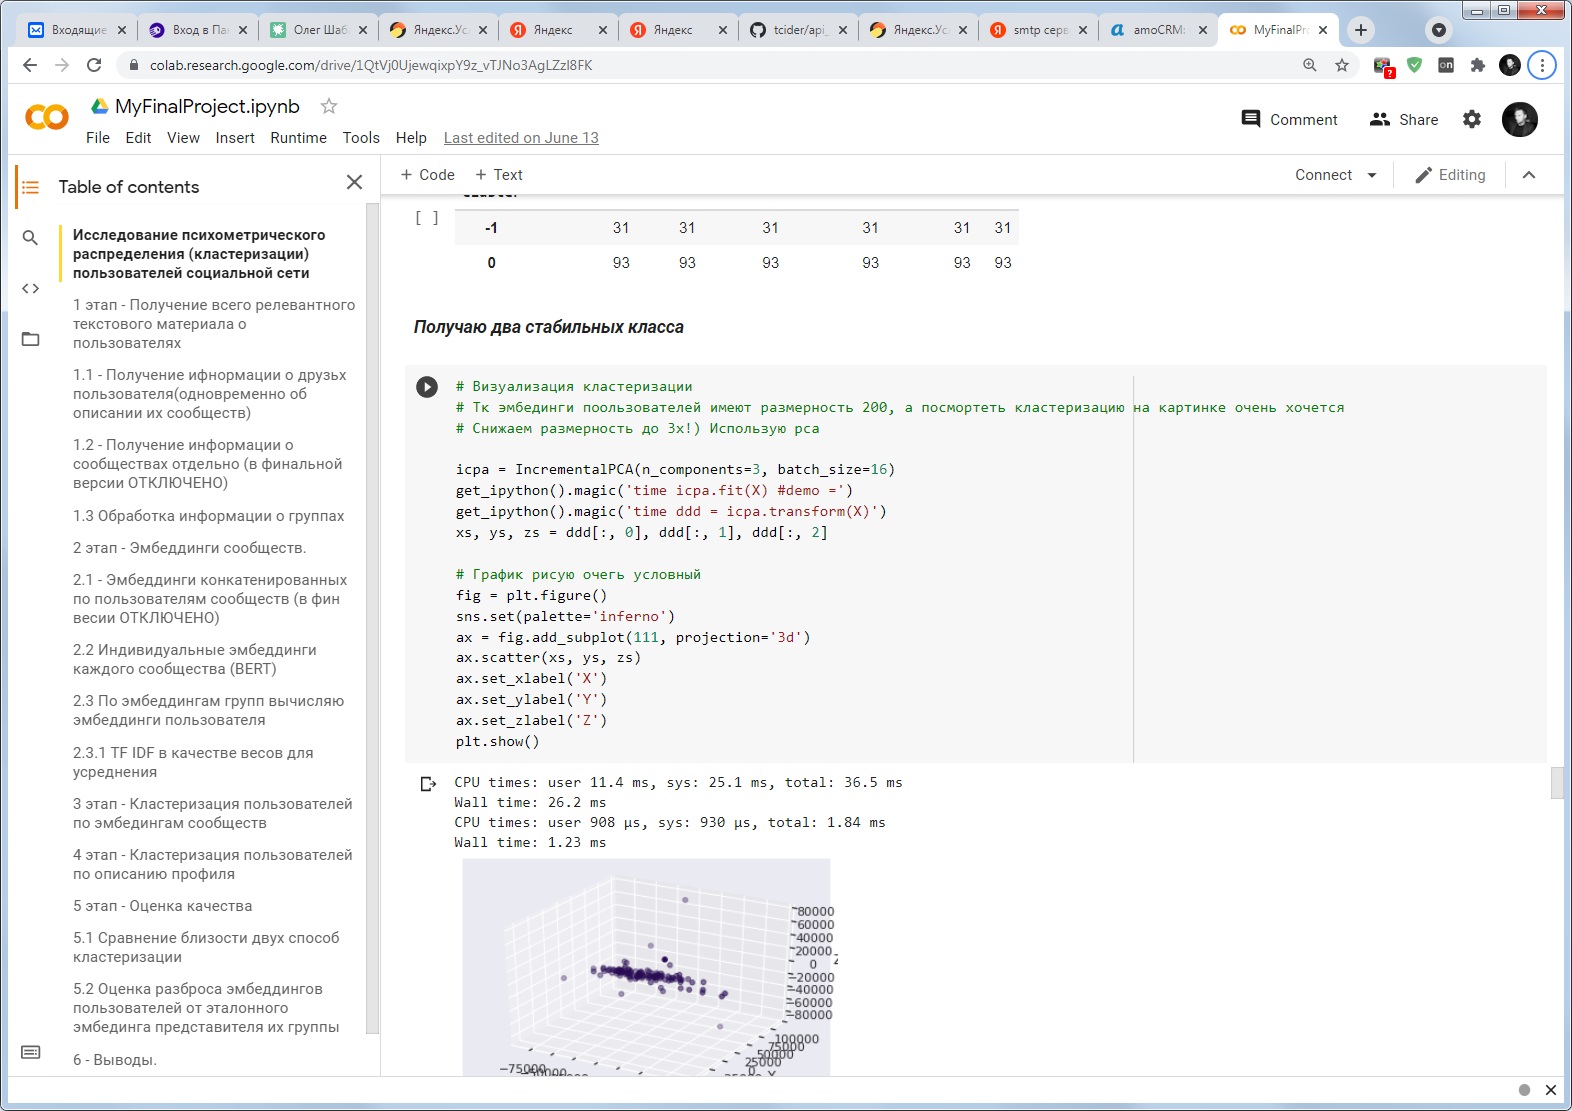 Входящие
Вход в Па
Олег Шаб
Яндекс.Ус
Яндекс
Яндекс
tcider/api_
Яндекс.Ус
smtp серв
amoCRM:
MyFinalPr
colab.research.google.com/drive/1QtVj0UjewqixpY9z_vTJNo3AgLZzI8FK
on
?
CO
MyFinalProject.ipynb
Comment
Share
File Edit View Insert Runtime Tools Help Last edited on June 13
Table of contents
+ Code + Text
Connect
Editing
Исследование психометрического
распределения (кластеризации)
пользователей социальной сети
1 этап - Получение всего релевантного
текстового материала о
пользователях
1.1 - Получение ифнормации о друзьх
пользователя(одновременно об
описании их сообществ)
1.2 - Получение информации о
сообществах отдельно (в финальной
версии ОТКЛЮЧЕНО)
1.3 Обработка информации о группах
2 этап - Эмбеддинги сообществ.
2.1 - Эмбеддинги конкатенированных
по пользователям сообществ (в фин
весии ОТКЛЮЧЕНО)
2.2 Индивидуальные эмбеддинги
каждого сообщества (BERT)
2.3 По эмбеддингам групп вычисляю
эмбеддинги пользователя
2.3.1 TF IDF в качестве весов для
усреднения
3 этап - Кластеризация пользователей
по эмбедингам сообществ
4 этап - Кластеризация пользователей
по описанию профиля
5 этап - Оценка качества
5.1 Сравнение близости двух способ
кластеризации
5.2 Оценка разброса эмбеддингов
пользователей от эталонного
эмбединга представителя их группы
6 - Выводы.
[ ]
-1 31 31 31 31 31 31
0 93 93 93 93 93 93
Получаю два стабильных класса
# Визуализация кластеризации
# Тк эмбединги поользователей имеют размерность 200, а посмортеть кластеризацию на картинке очень хочется
# Снижаем размерность до 3х!) Использую pca

icpa = IncrementalPCA(n_components=3, batch_size=16)
get_ipython().magic('time icpa.fit(X) #demo =')
get_ipython().magic('time ddd = icpa.transform(X)')
xs, ys, zs = ddd[:, 0], ddd[:, 1], ddd[:, 2]

# График рисую очегь условный
fig = plt.figure()
sns.set(palette='inferno')
ax = fig.add_subplot(111, projection='3d')
ax.scatter(xs, ys, zs)
ax.set_xlabel('X')
ax.set_ylabel('Y')
ax.set_zlabel('Z')
plt.show()
CPU times: user 11.4 ms, sys: 25.1 ms, total: 36.5 ms
Wall time: 26.2 ms
CPU times: user 908 µs, sys: 930 µs, total: 1.84 ms
Wall time: 1.23 ms
80000
60000
40000
20000
0
−20000
−40000
−60000
−80000
100000
75000
50000
25000
0
−75000